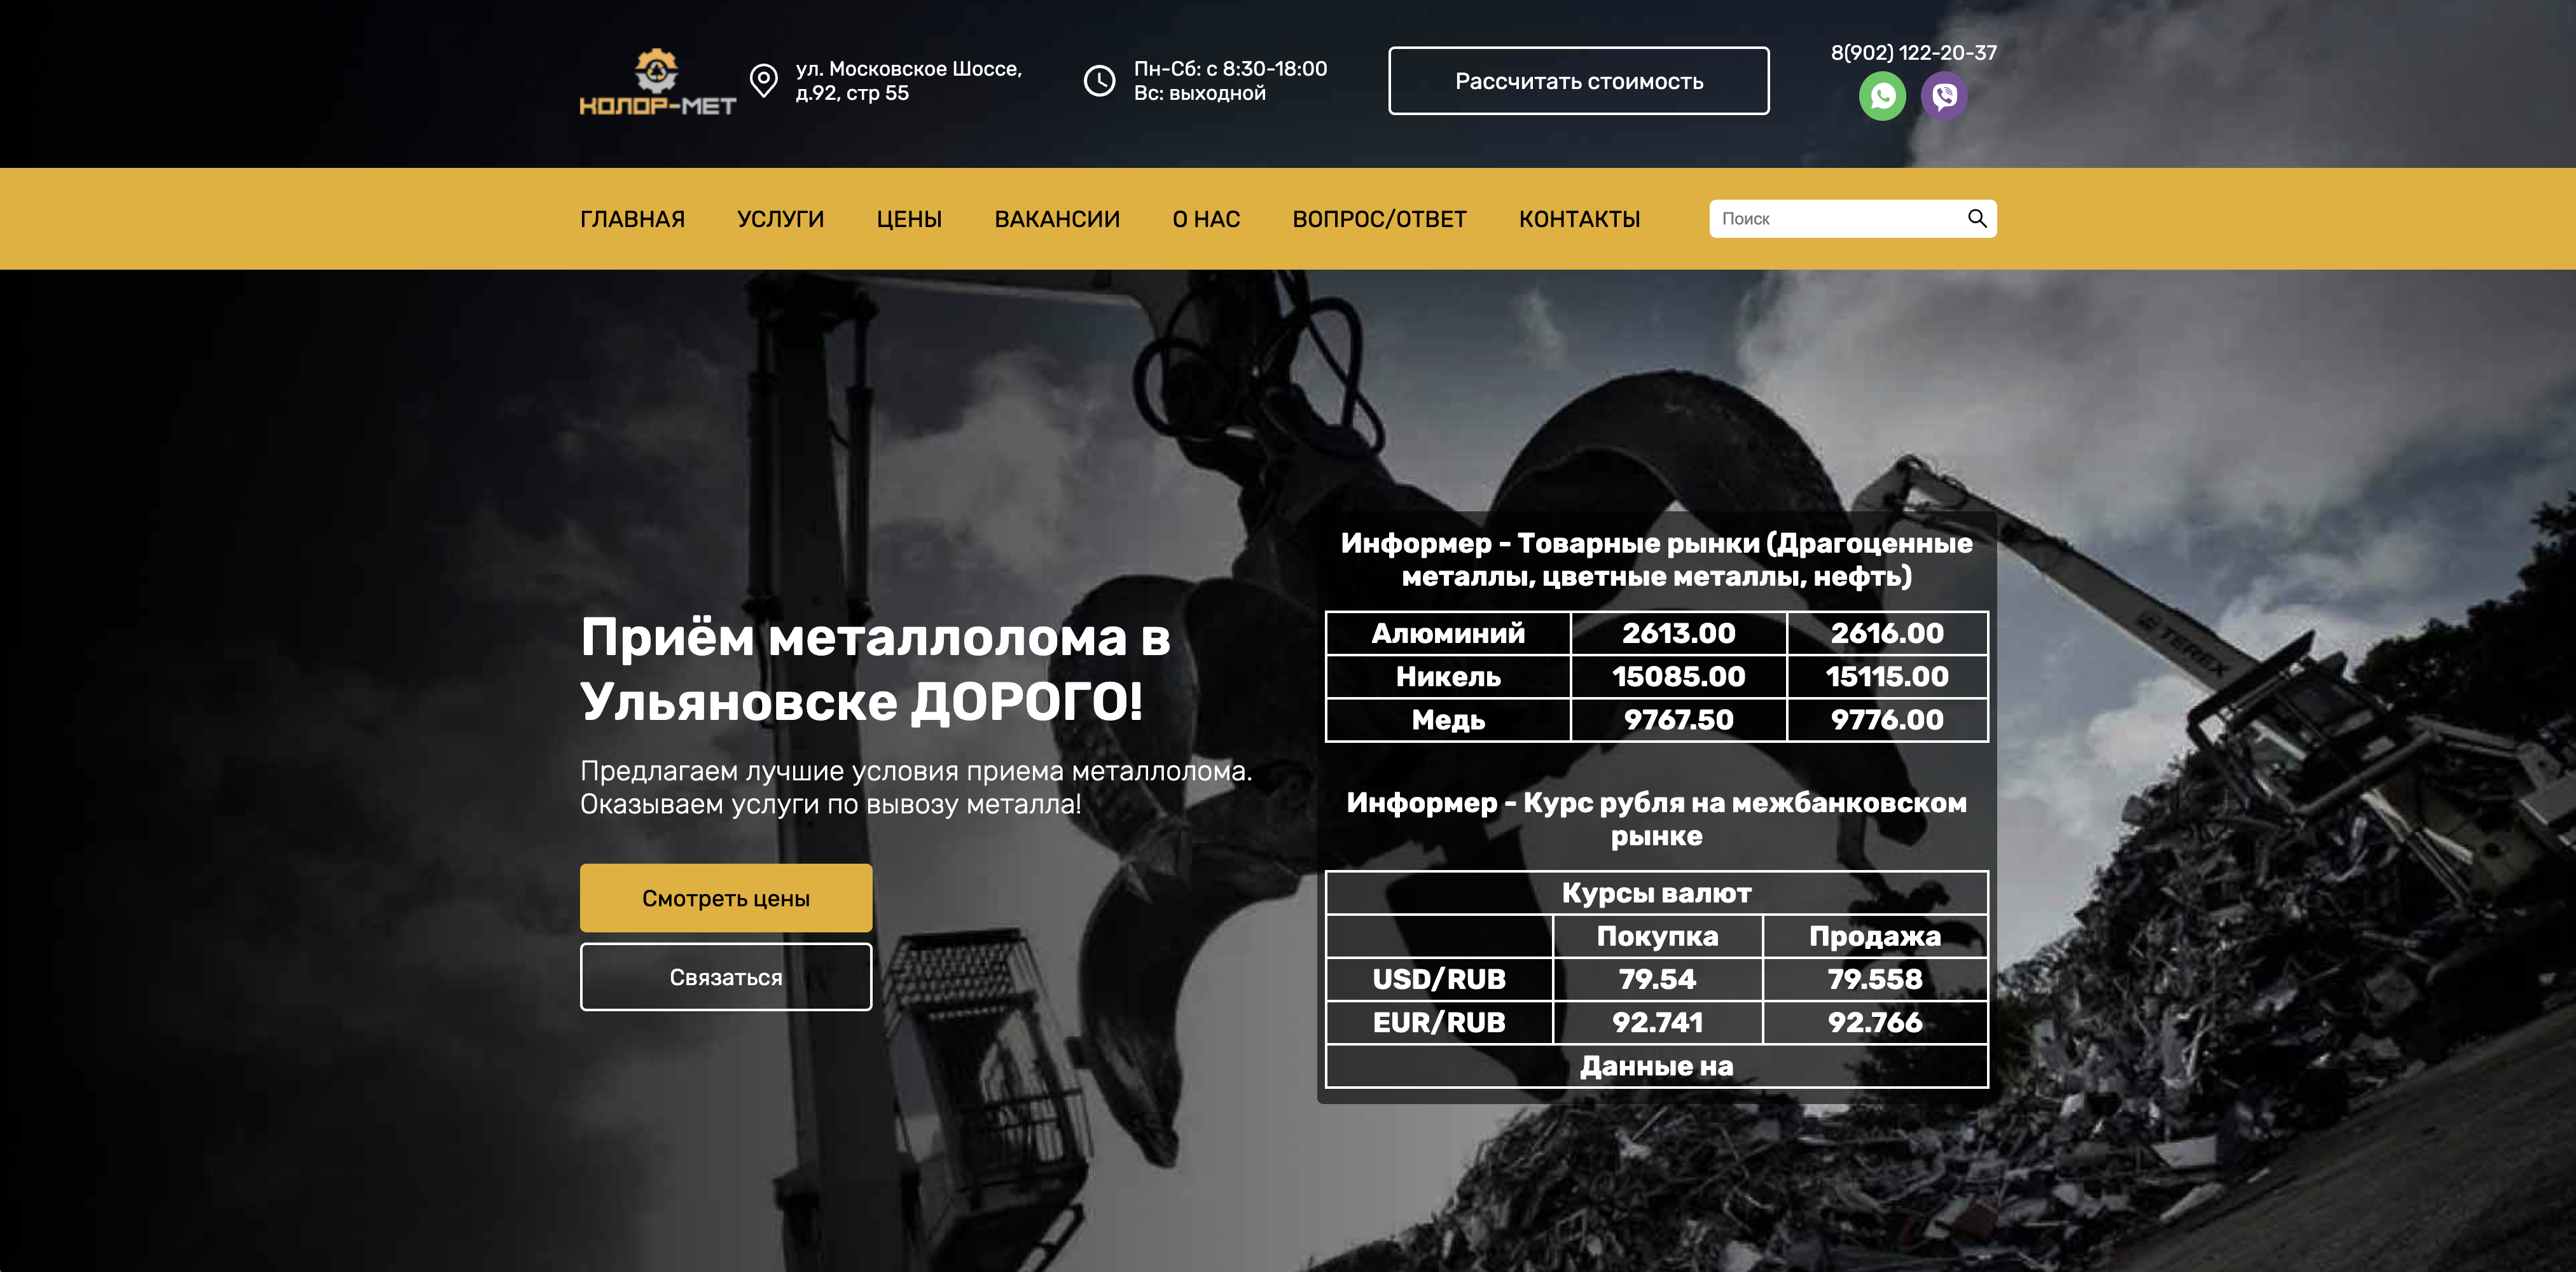 КОЛОР-МЕТ
ул. Московское Шоссе,
д.92, стр 55
Пн-Сб: с 8:30-18:00
Вс: выходной
Рассчитать стоимость
8(902) 122-20-37
ГЛАВНАЯ УСЛУГИ ЦЕНЫ ВАКАНСИИ О НАС ВОПРОС/ОТВЕТ КОНТАКТЫ Поиск
Приём металлолома в
Ульяновске ДОРОГО!
Предлагаем лучшие условия приема металлолома.
Оказываем услуги по вывозу металла!
Смотреть цены
Связаться
Информер - Товарные рынки (Драгоценные
металлы, цветные металлы, нефть)
Алюминий 2613.00 2616.00
Никель 15085.00 15115.00
Медь 9767.50 9776.00
Информер - Курс рубля на межбанковском
рынке
Курсы валют
Покупка Продажа
USD/RUB 79.54 79.558
EUR/RUB 92.741 92.766
Данные на
TEREX